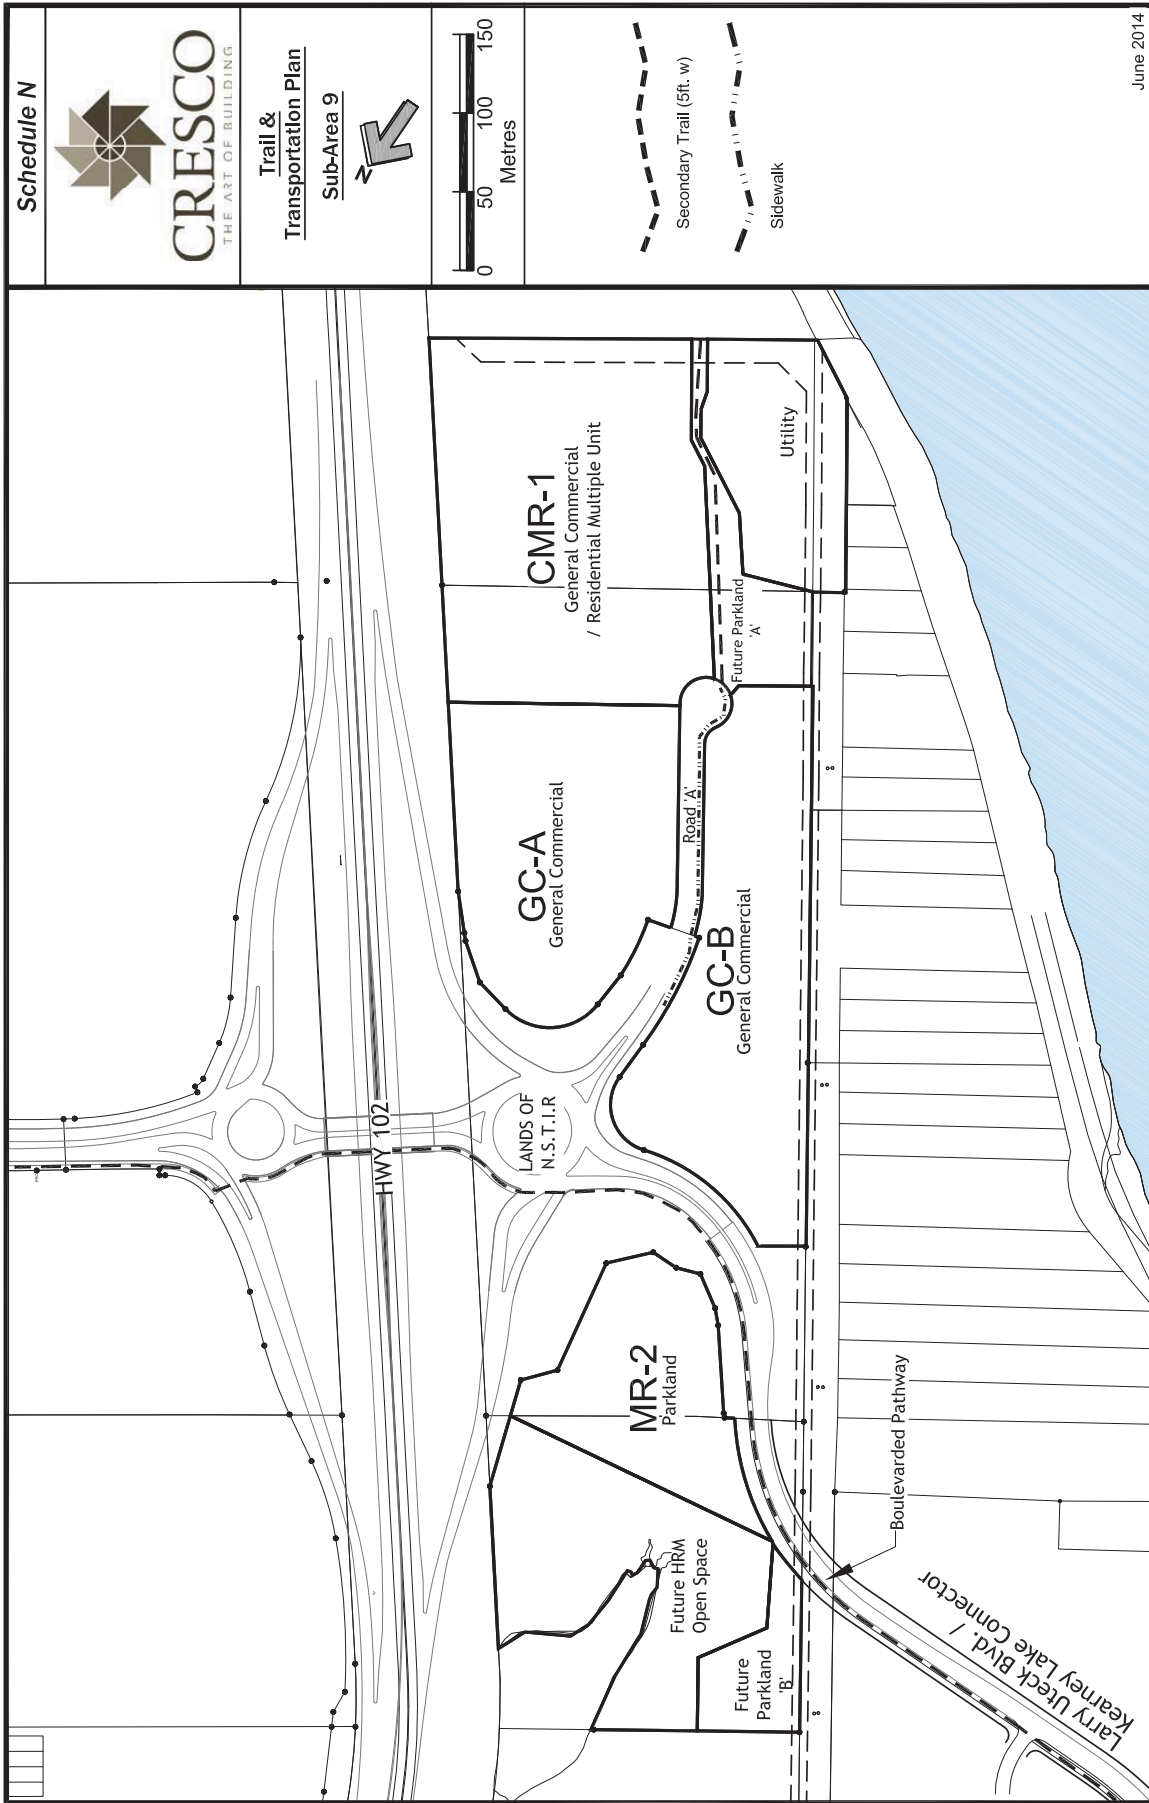 Schedule N
CRESCO
THE ART OF BUILDING
Trail &
Transportation Plan
Sub-Area 9
N
0 50 100 150
Metres
Secondary Trail (5ft. w)
Sidewalk
June 2014
HWY 102
LANDS OF
N.S.T.I.R
CMR-1
General Commercial
/ Residential Multiple Unit
GC-A
General Commercial
GC-B
General Commercial
Road 'A'
Future Parkland
'A'
Utility
MR-2
Parkland
Future HRM
Open Space
Future
Parkland
'B'
Boulevarded Pathway
Larry Uteck Blvd. /
Kearney Lake Connector